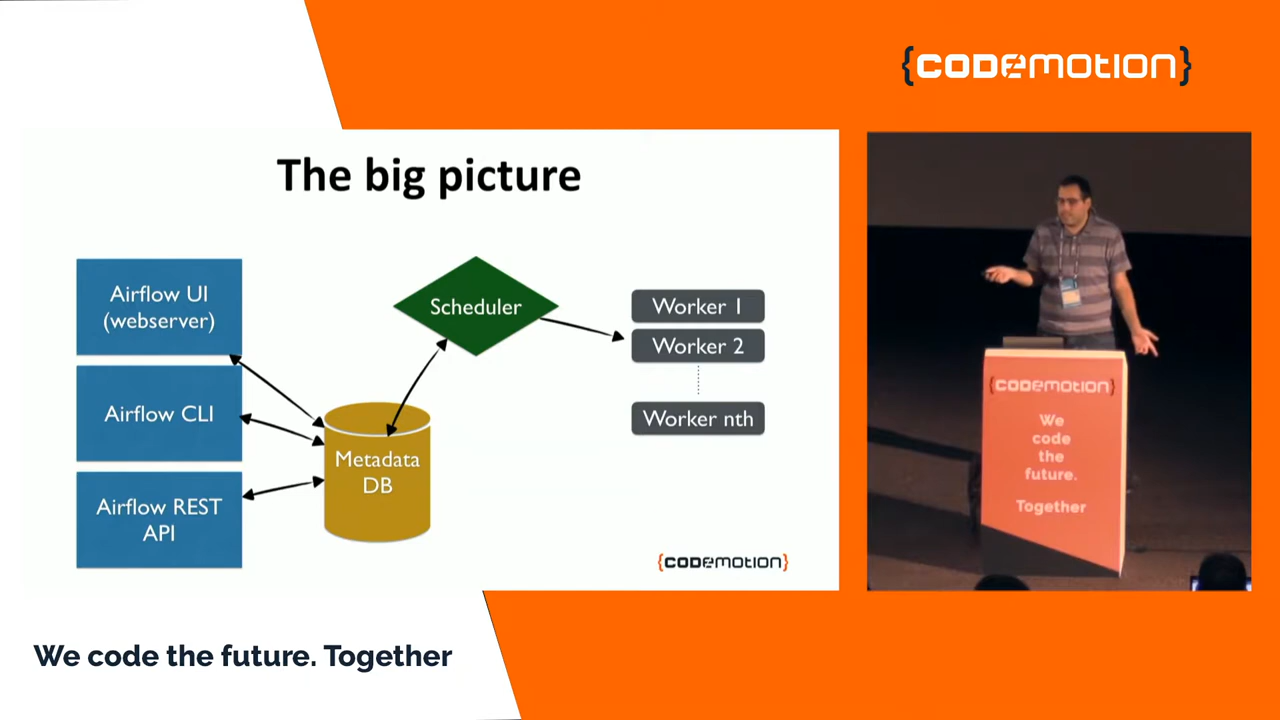 {CODEMOTION}
The big picture
Airflow UI
(webserver)
Scheduler
Worker 1
Worker 2
Airflow CLI
Worker nth
Metadata
DB
Airflow REST
API
{CODEMOTION}
{CODEMOTION}
We
code
the
future.
Together
We code the future. Together